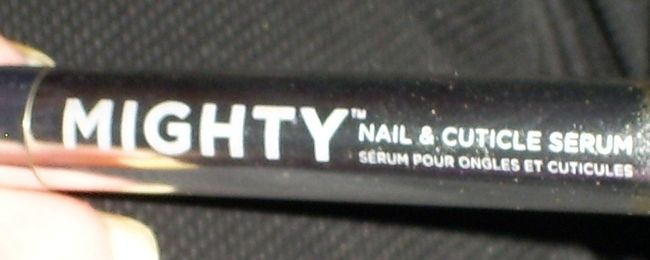 MIGHTY™ NAIL & CUTICLE SERUM
SÉRUM POUR ONGLES ET CUTICULES